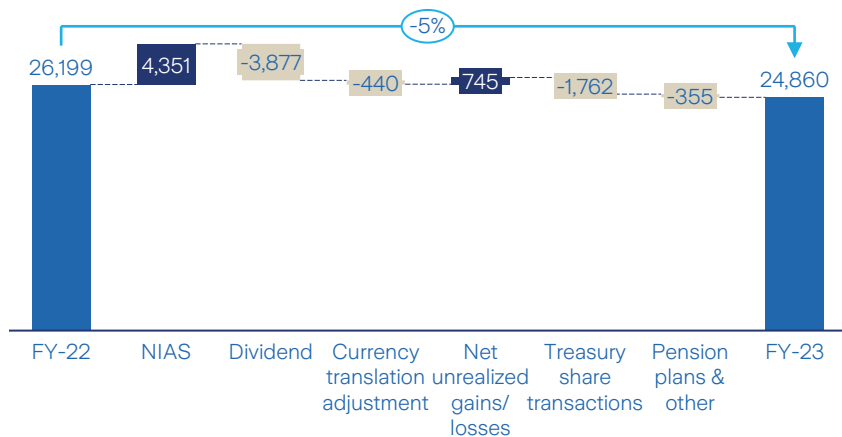 -5%
26,199
4,351
-3,877
-440
745
-1,762
-355
24,860
FY-22
NIAS
Dividend
Currency
translation
adjustment
Net
unrealized
gains/
losses
Treasury
share
transactions
Pension
plans &
other
FY-23